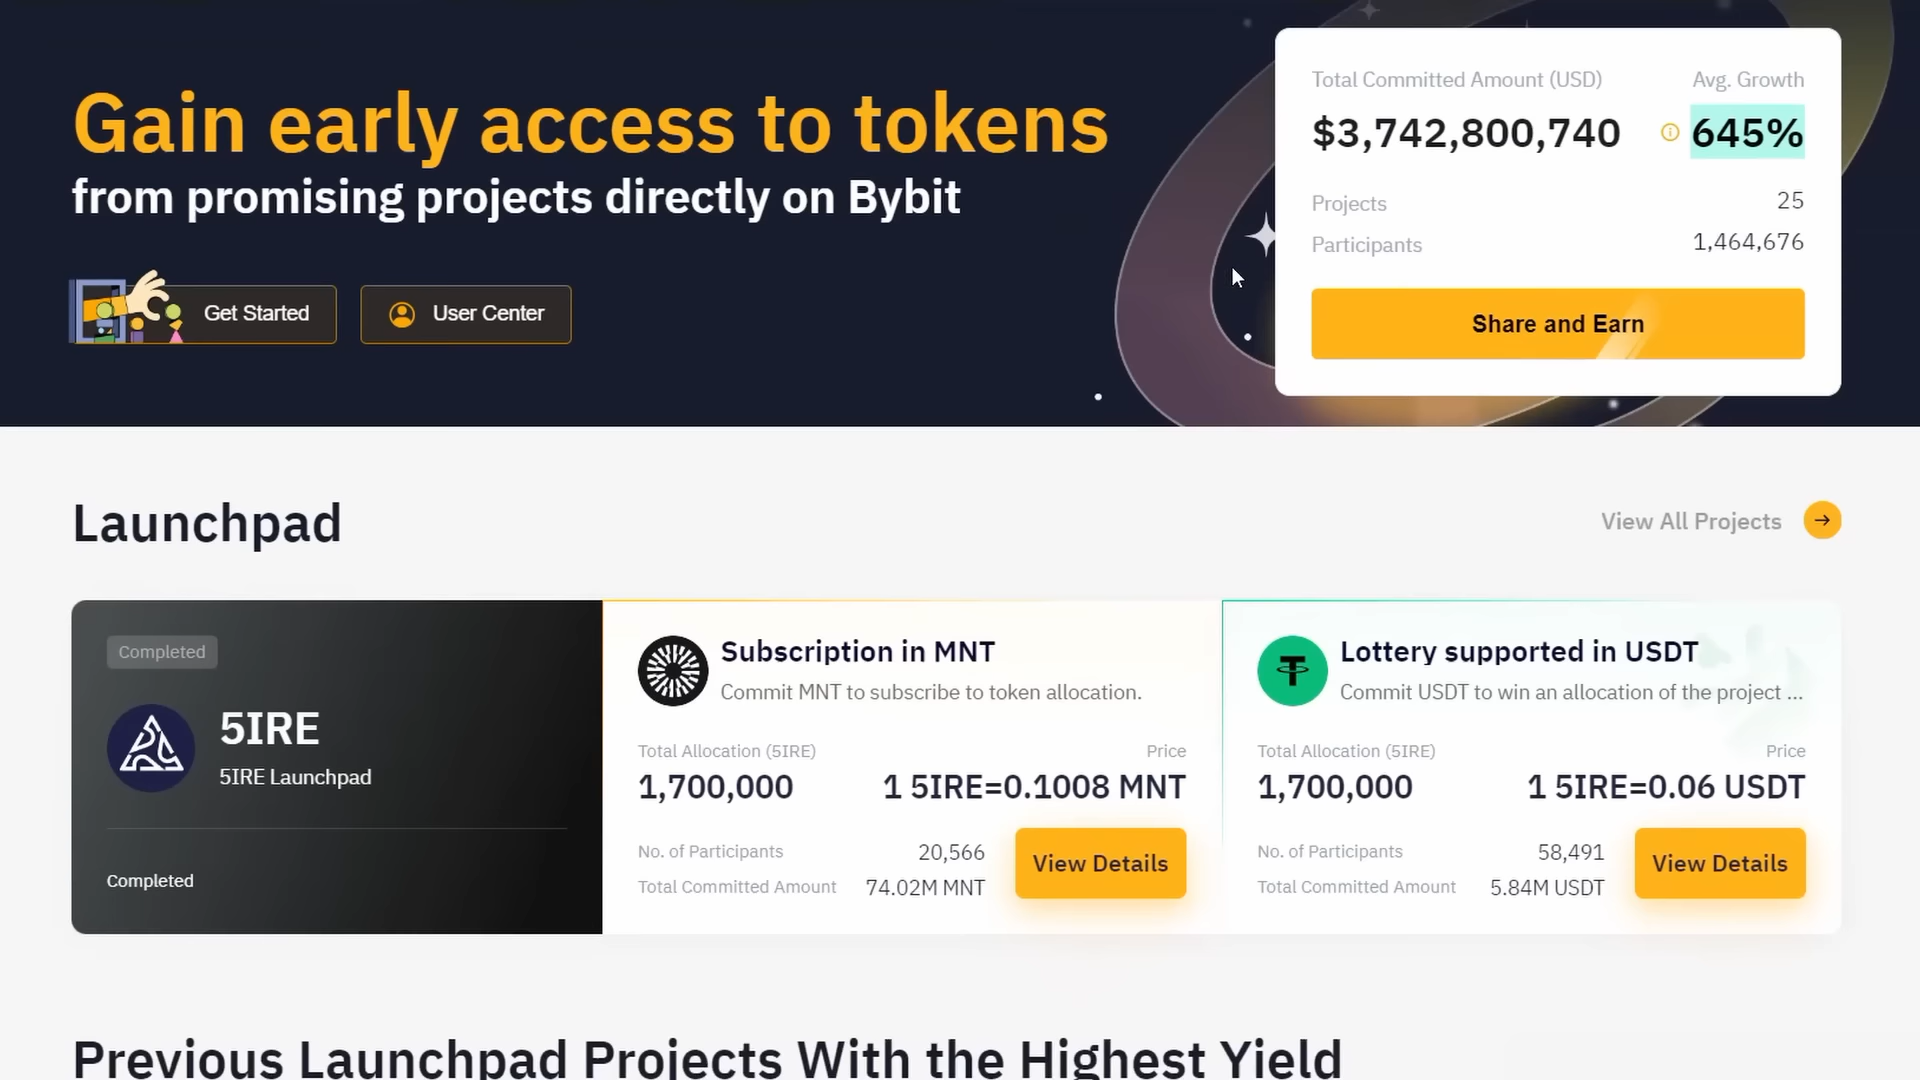 Gain early access to tokens
from promising projects directly on Bybit
Get Started
User Center
Total Committed Amount (USD)
Avg. Growth
$3,742,800,740
645%
Projects
25
Participants
1,464,676
Share and Earn
Launchpad
View All Projects
Completed
5IRE
5IRE Launchpad
Completed
Subscription in MNT
Commit MNT to subscribe to token allocation.
Total Allocation (5IRE)
Price
1,700,000
1 5IRE=0.1008 MNT
No. of Participants
20,566
Total Committed Amount
74.02M MNT
View Details
Lottery supported in USDT
Commit USDT to win an allocation of the project ...
Total Allocation (5IRE)
Price
1,700,000
1 5IRE=0.06 USDT
No. of Participants
58,491
Total Committed Amount
5.84M USDT
View Details
Previous Launchpad Projects With the Highest Yield